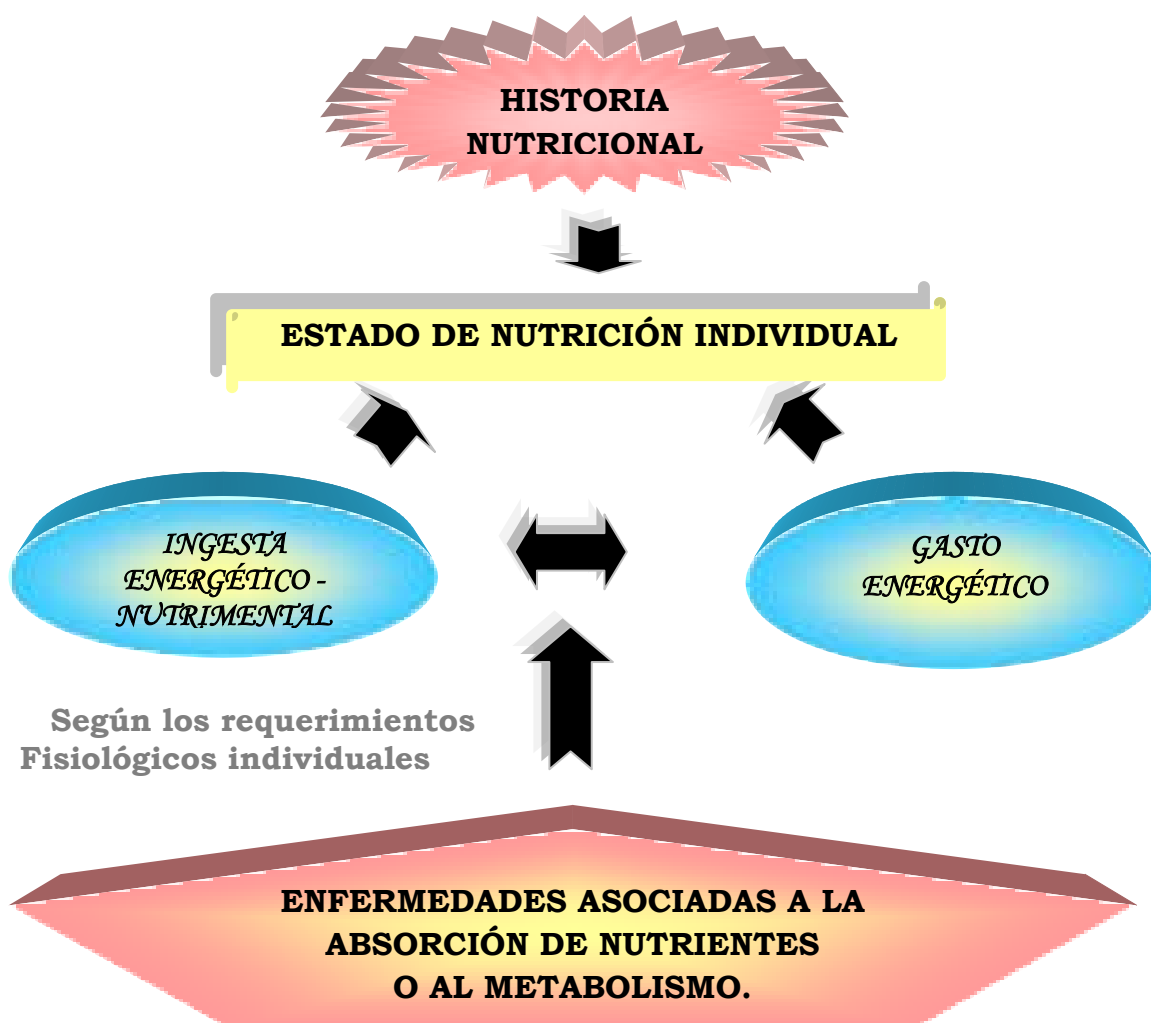 HISTORIA
NUTRICIONAL
ESTADO DE NUTRICIÓN INDIVIDUAL
INGESTA
ENERGÉTICO -
NUTRIMENTAL
GASTO
ENERGÉTICO
Según los requerimientos
Fisiológicos individuales
ENFERMEDADES ASOCIADAS A LA
ABSORCIÓN DE NUTRIENTES
O AL METABOLISMO.